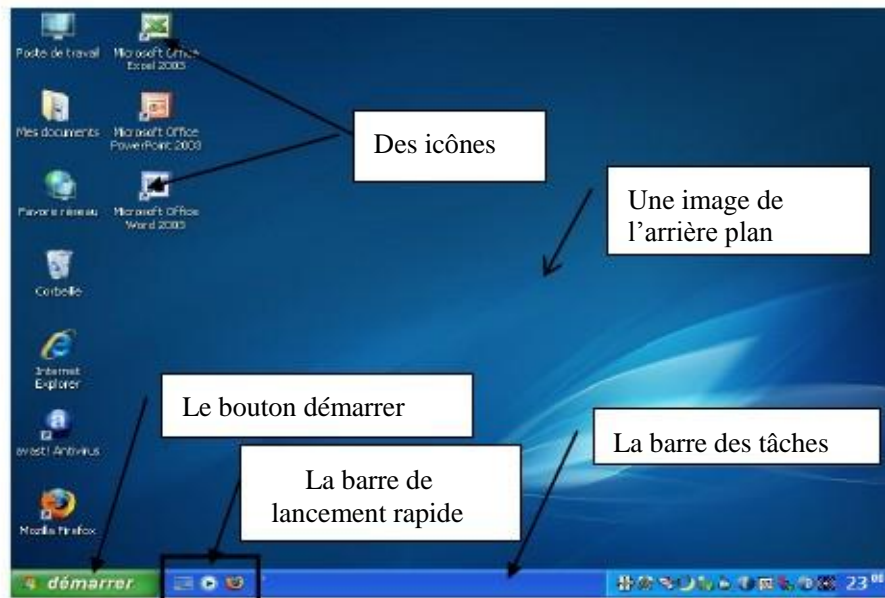 Poste de travail
Microsoft Office
Excel 2003
Mes documents
Microsoft Office
PowerPoint 2003
Favoris réseau
Microsoft Office
Word 2003
Corbeille
Internet
Explorer
avast! Antivirus
Mozilla Firefox
Des icônes
Une image de
l’arrière plan
Le bouton démarrer
La barre des tâches
La barre de
lancement rapide
démarrer
23